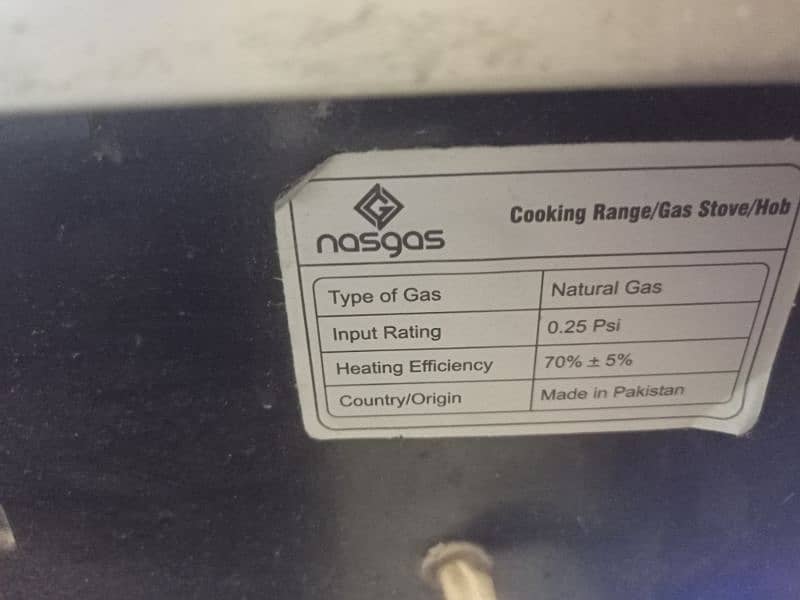 nasgas
Cooking Range/Gas Stove/Hob
Type of Gas Natural Gas
Input Rating 0.25 Psi
Heating Efficiency 70% ± 5%
Country/Origin Made in Pakistan